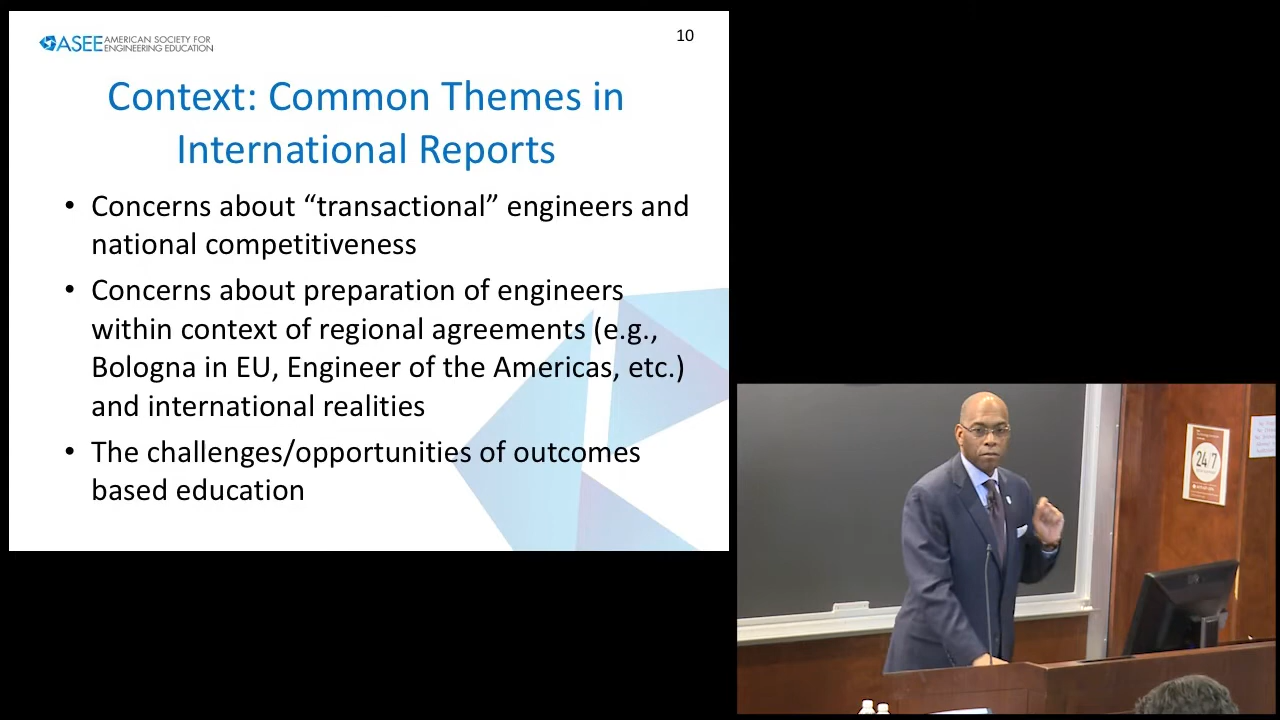 ASEE AMERICAN SOCIETY FOR
ENGINEERING EDUCATION
10
Context: Common Themes in
International Reports
• Concerns about “transactional” engineers and
national competitiveness
• Concerns about preparation of engineers
within context of regional agreements (e.g.,
Bologna in EU, Engineer of the Americas, etc.)
and international realities
• The challenges/opportunities of outcomes
based education
24/7